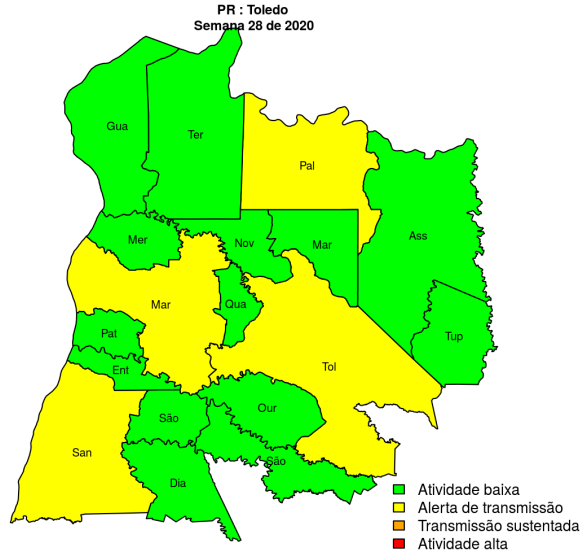 PR : Toledo
Semana 28 de 2020
Gua
Ter
Pal
Ass
Mer
Nov
Mar
Mar
Qua
Pat
Tup
Ent
Tol
São
Our
San
São
Dia
Atividade baixa
Alerta de transmissão
Transmissão sustentada
Atividade alta